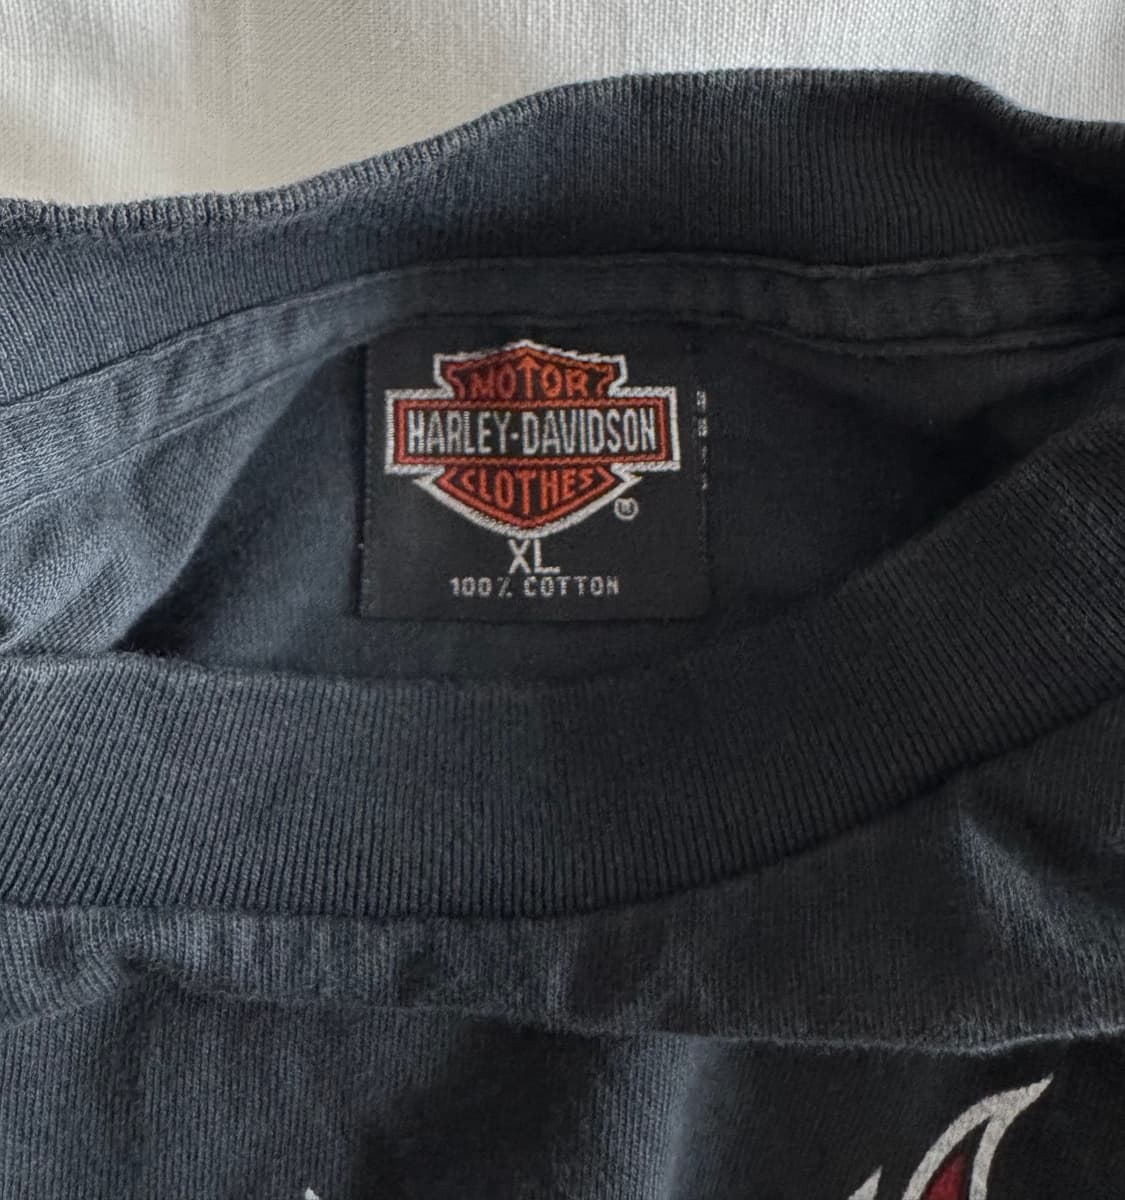 MOTOR
HARLEY-DAVIDSON
CLOTHES
®
XL
100% COTTON